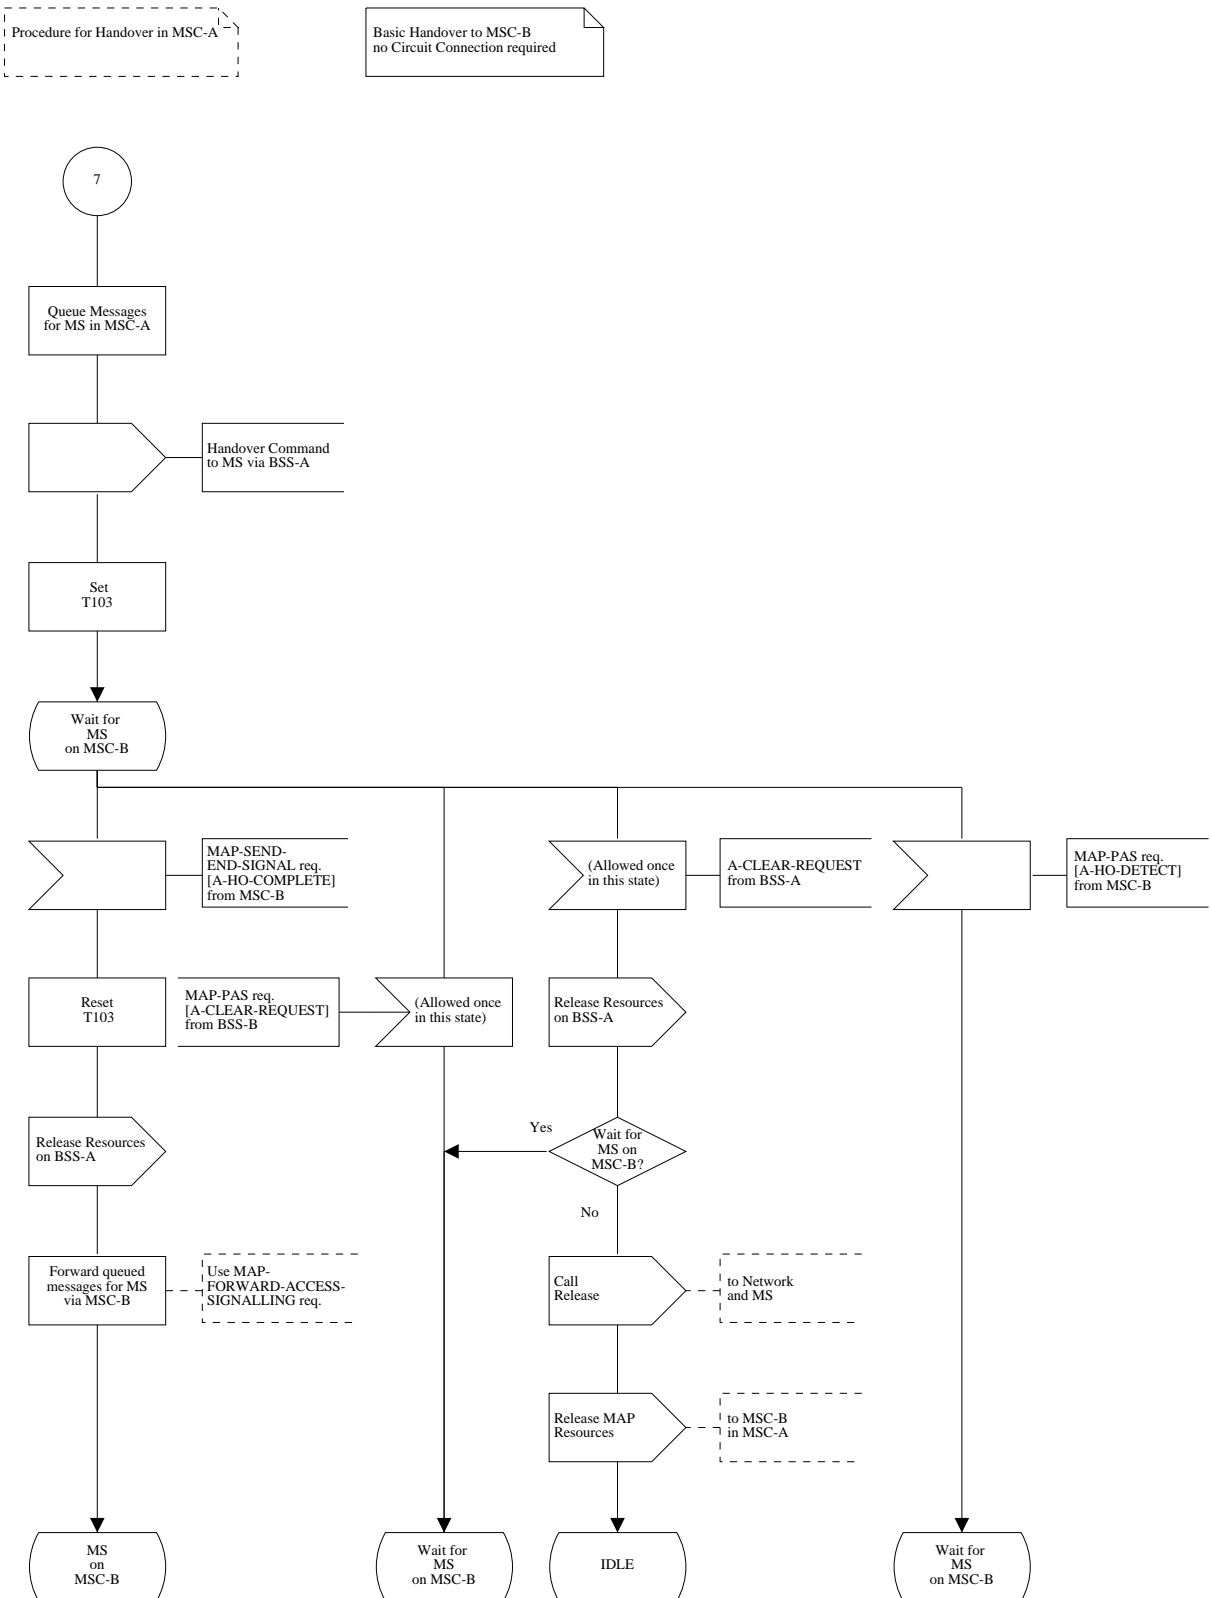 Procedure for Handover in MSC-A
Basic Handover to MSC-B
no Circuit Connection required
7
Queue Messages
for MS in MSC-A
Handover Command
to MS via BSS-A
Set
T103
Wait for
MS
on MSC-B
MAP-SEND-
END-SIGNAL req.
[A-HO-COMPLETE]
from MSC-B
(Allowed once
in this state)
A-CLEAR-REQUEST
from BSS-A
MAP-PAS req.
[A-HO-DETECT]
from MSC-B
Reset
T103
MAP-PAS req.
[A-CLEAR-REQUEST]
from BSS-B
(Allowed once
in this state)
Release Resources
on BSS-A
Release Resources
on BSS-A
Yes
Wait for
MS on
MSC-B?
No
Forward queued
messages for MS
via MSC-B
Use MAP-
FORWARD-ACCESS-
SIGNALLING req.
Call
Release
to Network
and MS
Release MAP
Resources
to MSC-B
in MSC-A
MS
on
MSC-B
Wait for
MS
on MSC-B
IDLE
Wait for
MS
on MSC-B